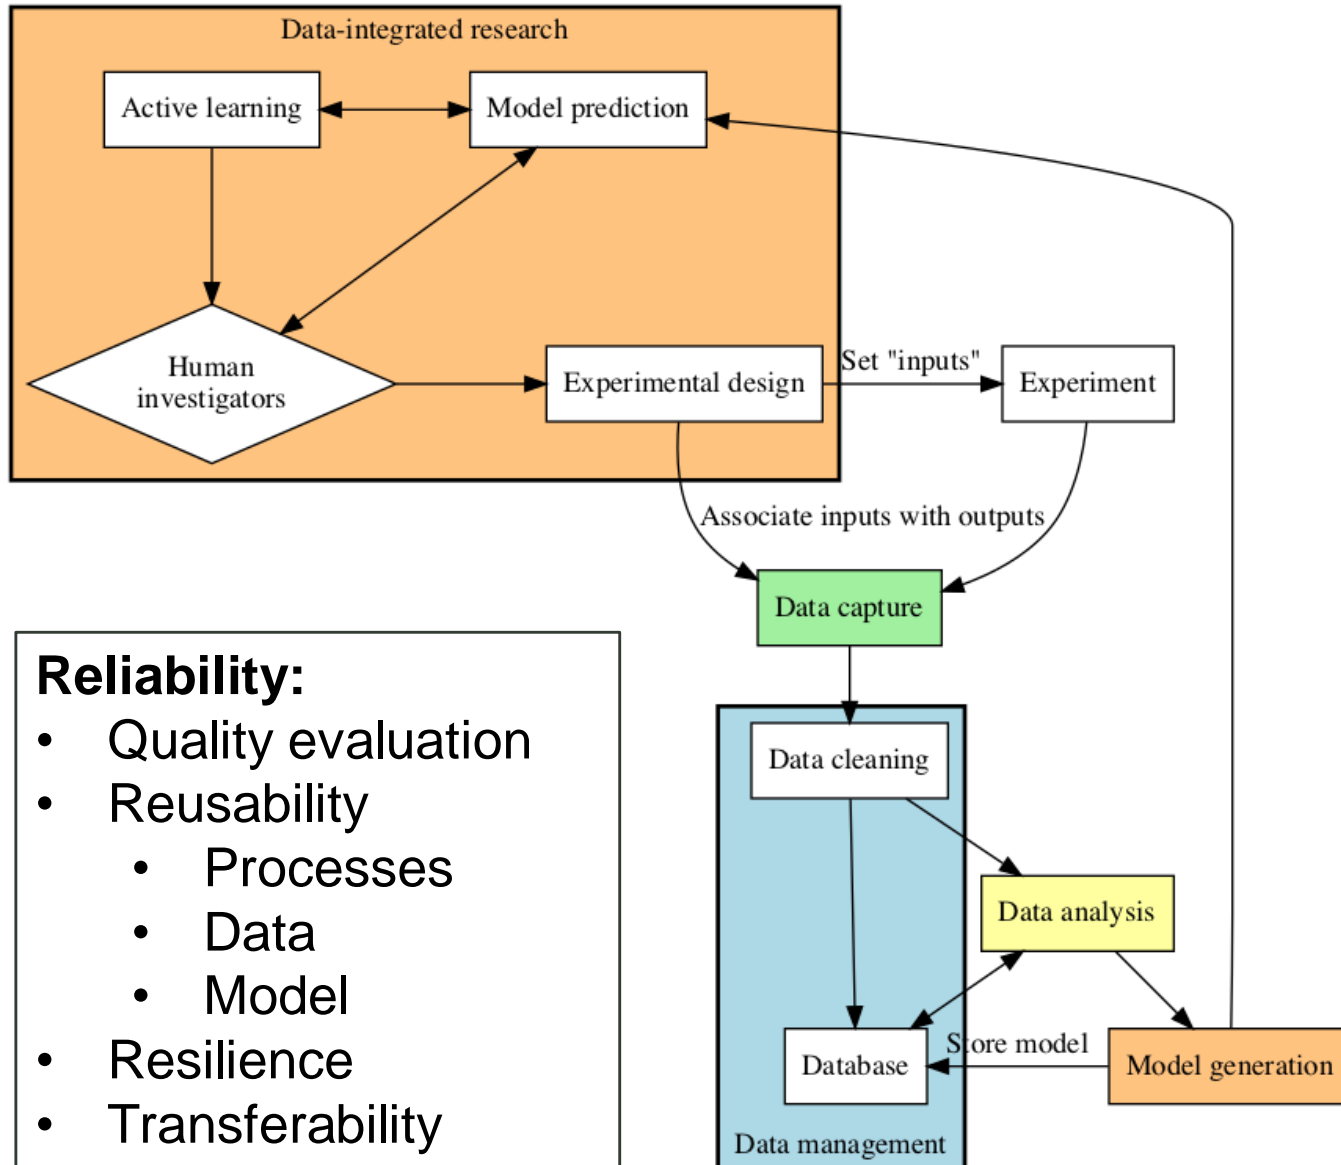 Data-integrated research
Active learning
Model prediction
Human
investigators
Experimental design
Set "inputs"
Experiment
Associate inputs with outputs
Data capture
Data cleaning
Data analysis
Database
Store model
Model generation
Data management
Reliability:
• Quality evaluation
• Reusability
• Processes
• Data
• Model
• Resilience
• Transferability